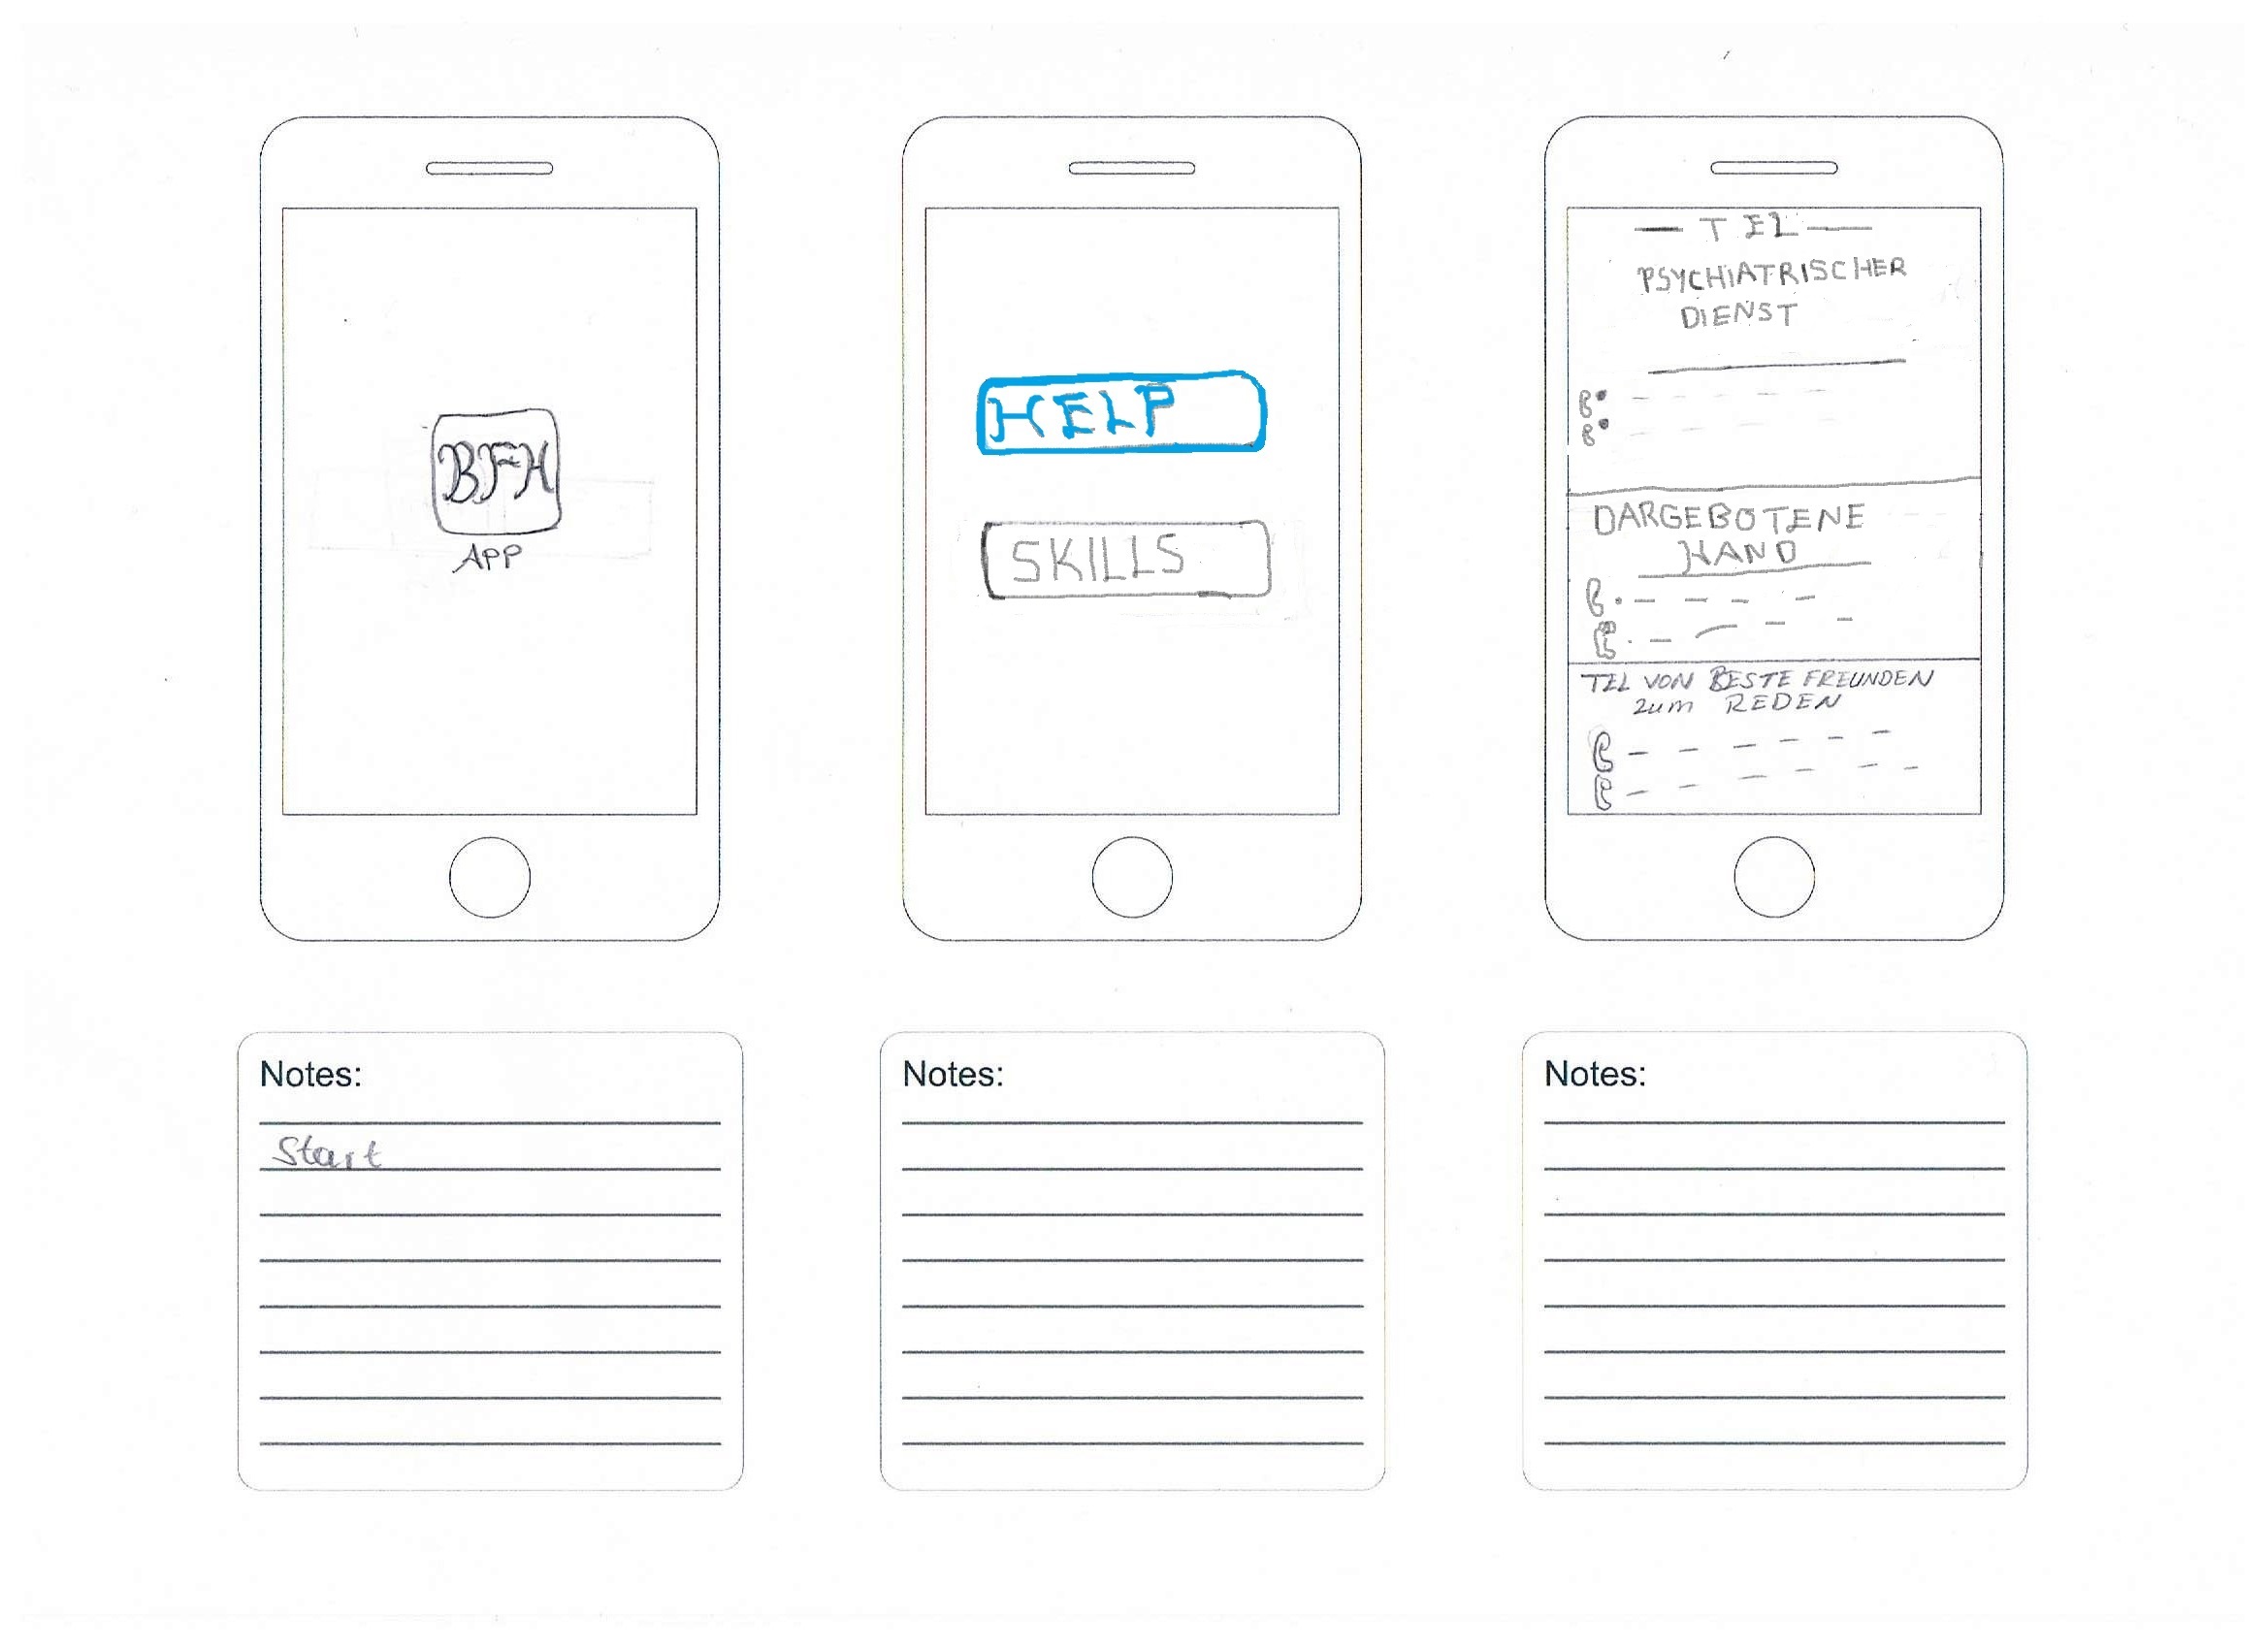 BFH
APP
HELP
SKILLS
TEL
PSYCHIATRISCHER
DIENST
DARGEBOTENE
HAND
TEL VON BESTE FREUNDEN
zum REDEN
Notes:
Start
Notes:
Notes: